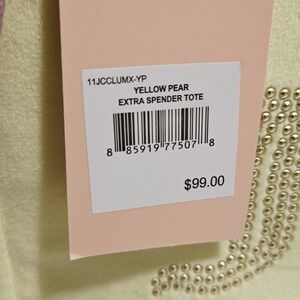 11JCCLUMX-YP
YELLOW PEAR
EXTRA SPENDER TOTE
8 85919 77507 8
$99.00